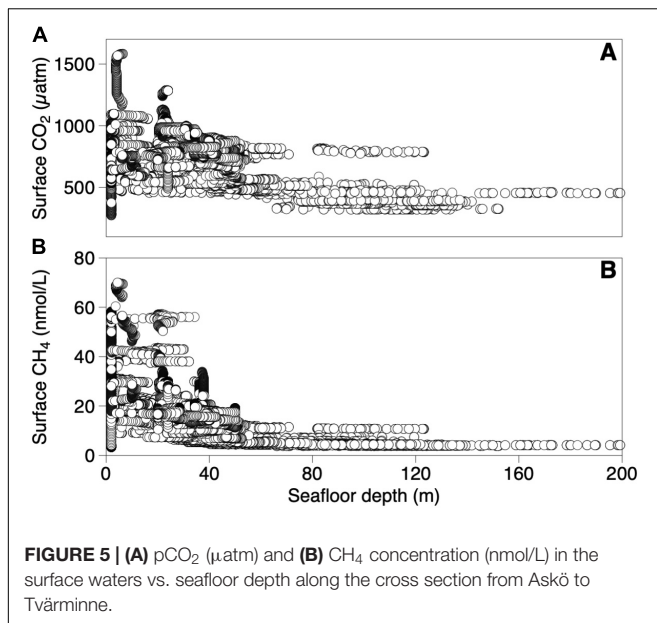 A
A
1500
1000
500
Surface CO₂ (µatm)
B
B
80
60
40
20
0
Surface CH₄ (nmol/L)
0 40 80 120 160 200
Seafloor depth (m)
FIGURE 5 | (A) pCO₂ (µatm) and (B) CH₄ concentration (nmol/L) in the
surface waters vs. seafloor depth along the cross section from Askö to
Tvärminne.